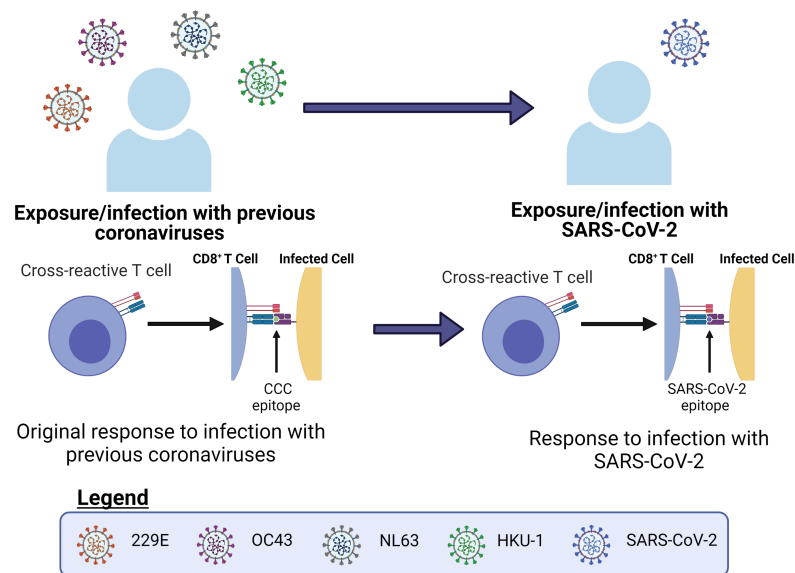 Exposure/infection with previous
coronaviruses
Exposure/infection with
SARS-CoV-2
Cross-reactive T cell
CD8⁺ T Cell
Infected Cell
CCC
epitope
Original response to infection with
previous coronaviruses
Cross-reactive T cell
CD8⁺ T Cell
Infected Cell
SARS-CoV-2
epitope
Response to infection with
SARS-CoV-2
Legend
229E
OC43
NL63
HKU-1
SARS-CoV-2